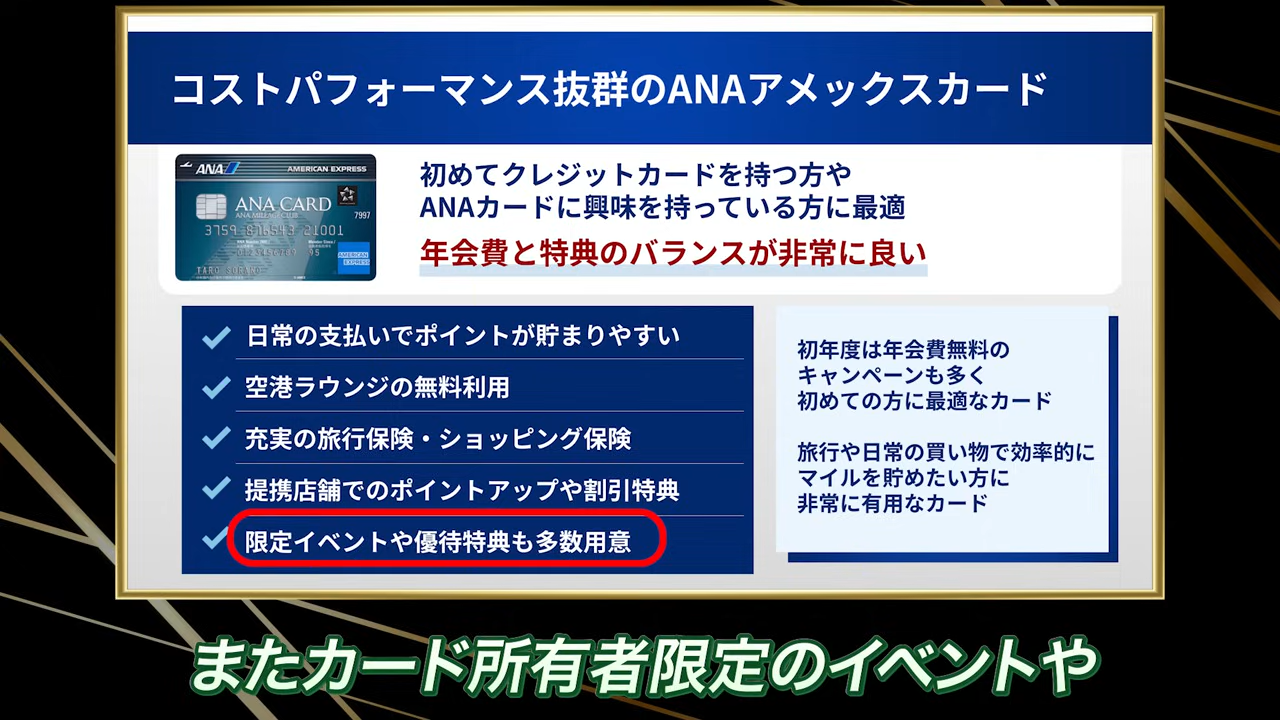 コストパフォーマンス抜群のANAアメックスカード
ANA
AMERICAN EXPRESS
ANA CARD
ANA MILEAGE CLUB
7997
3759 876543 21001
95
AMERICAN
EXPRESS
TARO SORANO
初めてクレジットカードを持つ方や
ANAカードに興味を持っている方に最適
年会費と特典のバランスが非常に良い
日常の支払いでポイントが貯まりやすい
空港ラウンジの無料利用
充実の旅行保険・ショッピング保険
提携店舗でのポイントアップや割引特典
限定イベントや優待特典も多数用意
初年度は年会費無料の
キャンペーンも多く
初めての方に最適なカード
旅行や日常の買い物で効率的に
マイルを貯めたい方に
非常に有用なカード
またカード所有者限定のイベントや